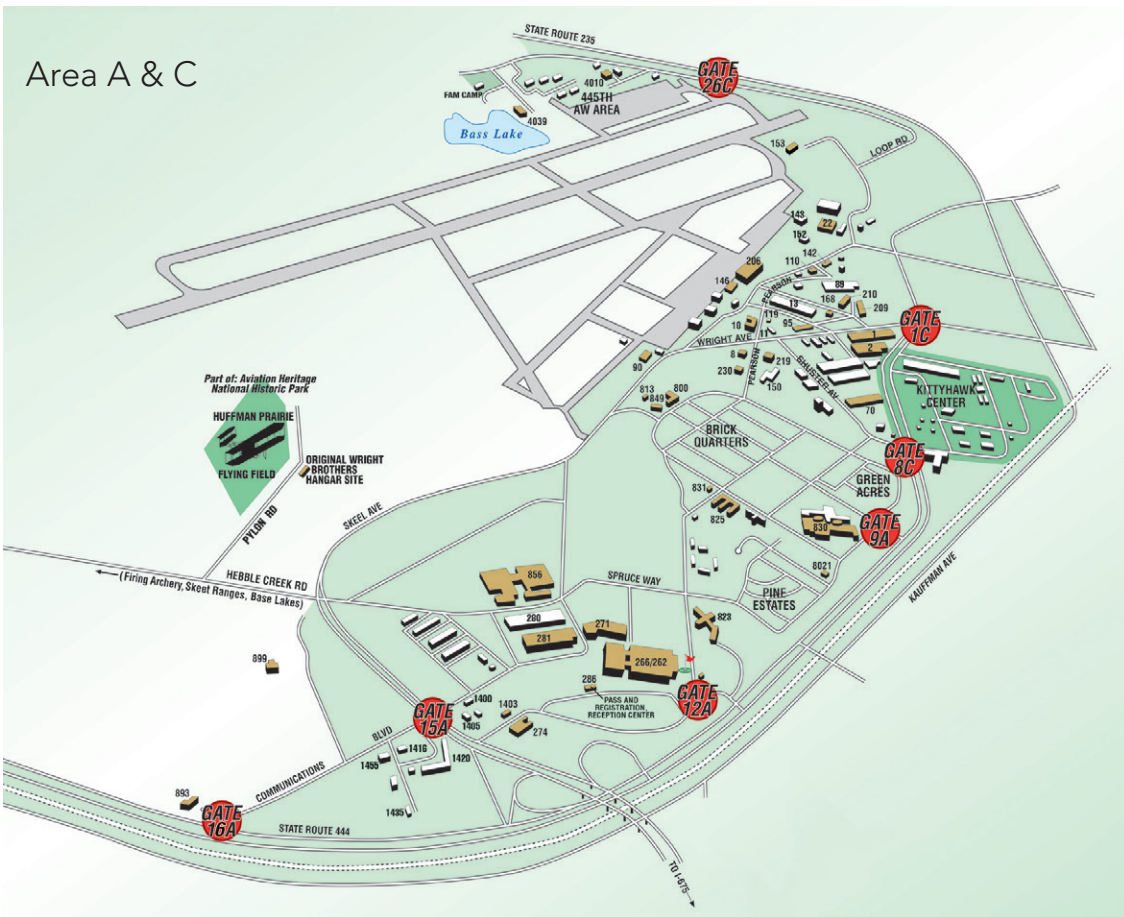 Area A & C
STATE ROUTE 235
GATE
26C
4010
445TH
AW AREA
FAM CAMP
4039
Bass Lake
153
LOOP RD
143
22
152
142
110
206
146
89
PEARSON
13
168
210
209
119
10
11
95
GATE
1C
1
2
WRIGHT AVE
90
8
219
230
PEARSON
150
SHUSTER AV
KITTYHAWK
CENTER
813
800
849
70
Part of: Aviation Heritage
National Historic Park
HUFFMAN PRAIRIE
FLYING FIELD
ORIGINAL WRIGHT
BROTHERS
HANGAR SITE
BRICK
QUARTERS
GATE
8C
GREEN
ACRES
831
825
830
GATE
9A
PYLON RD
SKEEL AVE
8021
KAUFFMAN AVE
HEBBLE CREEK RD
(Firing Archery, Skeet Ranges, Base Lakes)
856
SPRUCE WAY
PINE
ESTATES
823
280
281
271
266/262
899
286
PASS AND
REGISTRATION,
RECEPTION CENTER
GATE
12A
1400
1403
1405
GATE
15A
274
BLVD
1416
1455
1420
COMMUNICATIONS
893
1435
GATE
16A
STATE ROUTE 444
TO I-675